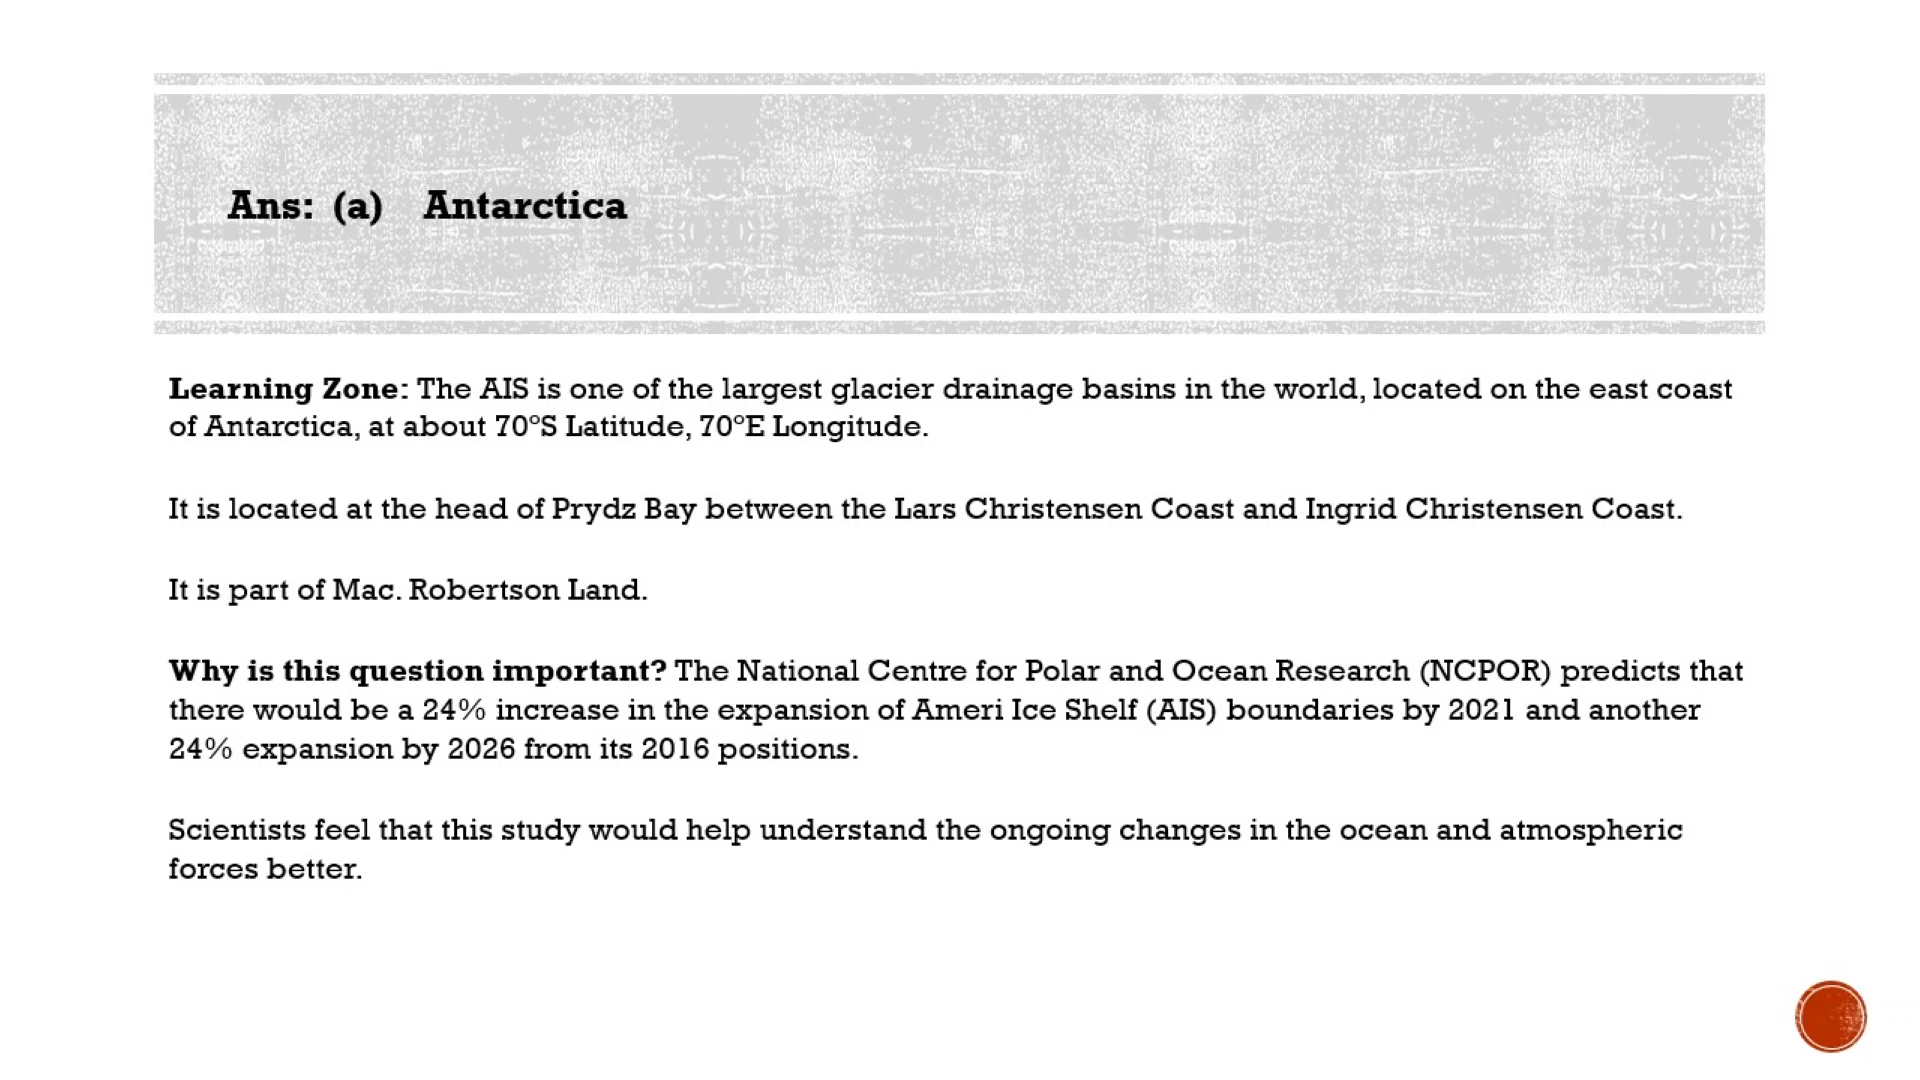 Ans: (a) Antarctica
Learning Zone: The AIS is one of the largest glacier drainage basins in the world, located on the east coast
of Antarctica, at about 70°S Latitude, 70°E Longitude.
It is located at the head of Prydz Bay between the Lars Christensen Coast and Ingrid Christensen Coast.
It is part of Mac. Robertson Land.
Why is this question important? The National Centre for Polar and Ocean Research (NCPOR) predicts that
there would be a 24% increase in the expansion of Ameri Ice Shelf (AIS) boundaries by 2021 and another
24% expansion by 2026 from its 2016 positions.
Scientists feel that this study would help understand the ongoing changes in the ocean and atmospheric
forces better.